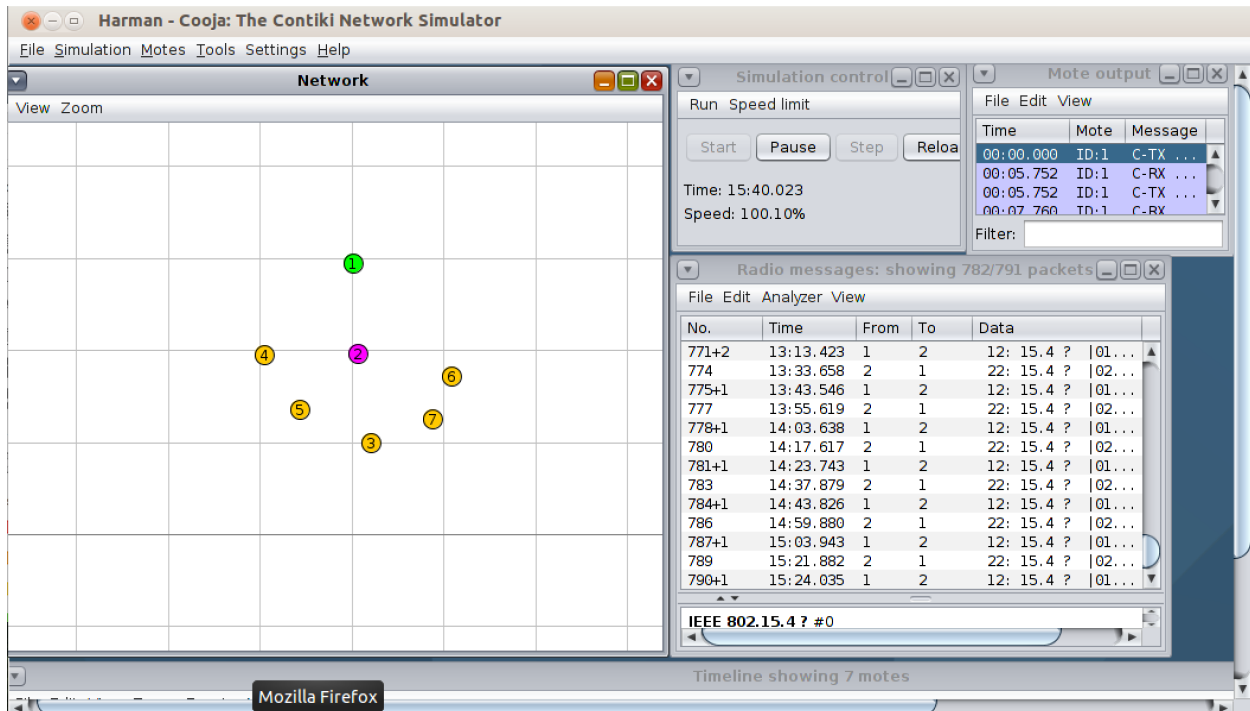 Harman - Cooja: The Contiki Network Simulator
File Simulation Motes Tools Settings Help
Network
View Zoom
1
4
2
6
5
7
3
Simulation control
Run Speed limit
Start Pause Step Reloa
Time: 15:40.023
Speed: 100.10%
Mote output
File Edit View
Time Mote Message
00:00.000 ID:1 C-TX ...
00:05.752 ID:1 C-RX ...
00:05.752 ID:1 C-TX ...
00:07.760 ID:1 C-RX
Filter:
Radio messages: showing 782/791 packets
File Edit Analyzer View
No. Time From To Data
771+2 13:13.423 1 2 12: 15.4 ? |01...
774 13:33.658 2 1 22: 15.4 ? |02...
775+1 13:43.546 1 2 12: 15.4 ? |01...
777 13:55.619 2 1 22: 15.4 ? |02...
778+1 14:03.638 1 2 12: 15.4 ? |01...
780 14:17.617 2 1 22: 15.4 ? |02...
781+1 14:23.743 1 2 12: 15.4 ? |01...
783 14:37.879 2 1 22: 15.4 ? |02...
784+1 14:43.826 1 2 12: 15.4 ? |01...
786 14:59.880 2 1 22: 15.4 ? |02...
787+1 15:03.943 1 2 12: 15.4 ? |01...
789 15:21.882 2 1 22: 15.4 ? |02...
790+1 15:24.035 1 2 12: 15.4 ? |01...
IEEE 802.15.4 ? #0
Timeline showing 7 motes
Mozilla Firefox